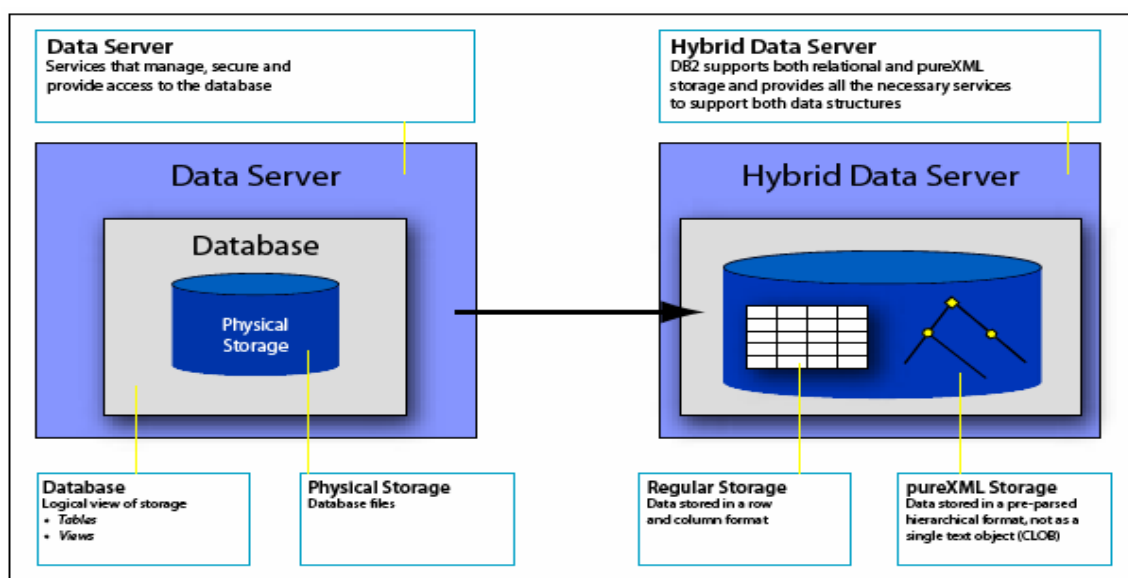 Data Server
Services that manage, secure and
provide access to the database
Hybrid Data Server
DB2 supports both relational and pureXML
storage and provides all the necessary services
to support both data structures
Data Server
Database
Physical
Storage
Hybrid Data Server
Database
Logical view of storage
• Tables
• Views
Physical Storage
Database files
Regular Storage
Data stored in a row
and column format
pureXML Storage
Data stored in a pre-parsed
hierarchical format, not as a
single text object (CLOB)